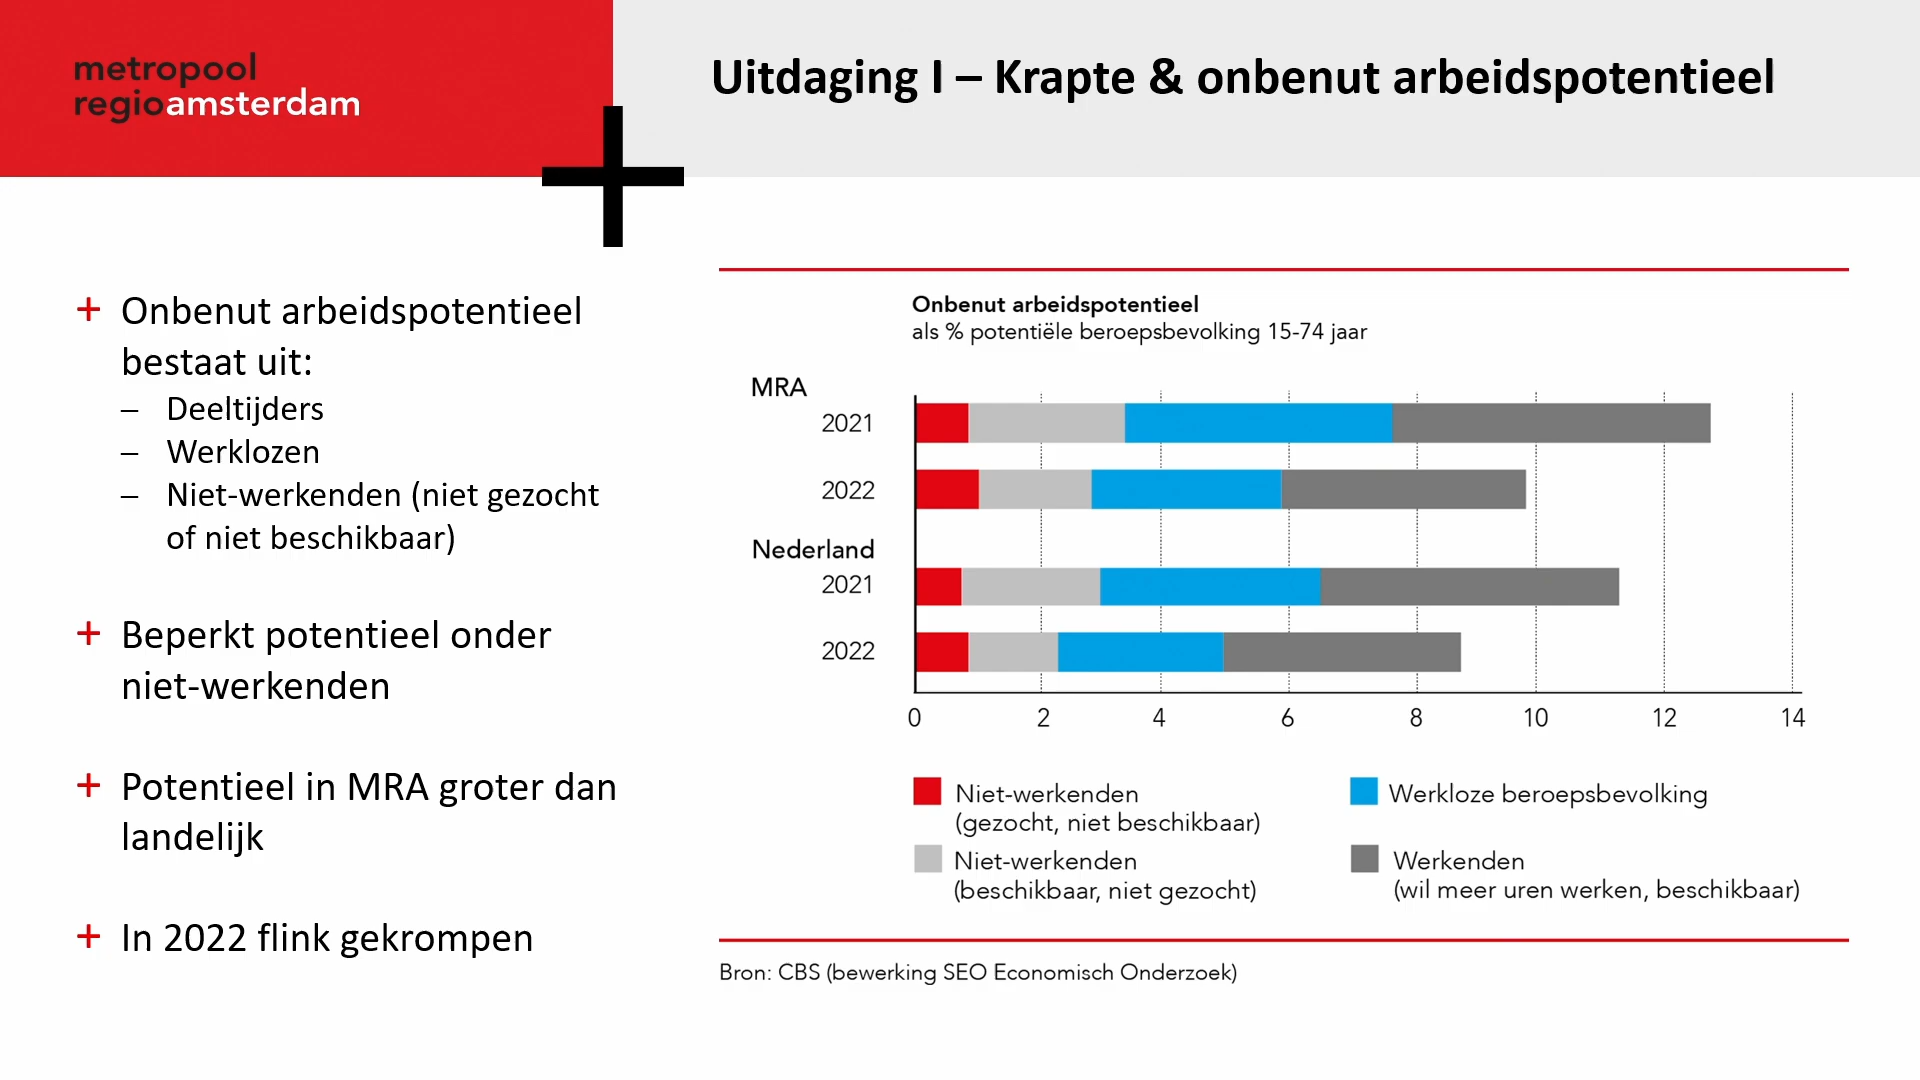 metropool
regioamsterdam
Uitdaging I – Krapte & onbenut arbeidspotentieel
+ Onbenut arbeidspotentieel
bestaat uit:
– Deeltijders
– Werklozen
– Niet-werkenden (niet gezocht
of niet beschikbaar)
+ Beperkt potentieel onder
niet-werkenden
+ Potentieel in MRA groter dan
landelijk
+ In 2022 flink gekrompen
Onbenut arbeidspotentieel
als % potentiële beroepsbevolking 15-74 jaar
MRA
2021
2022
Nederland
2021
2022
0 2 4 6 8 10 12 14
Niet-werkenden
(gezocht, niet beschikbaar)
Niet-werkenden
(beschikbaar, niet gezocht)
Werkloze beroepsbevolking
Werkenden
(wil meer uren werken, beschikbaar)
Bron: CBS (bewerking SEO Economisch Onderzoek)